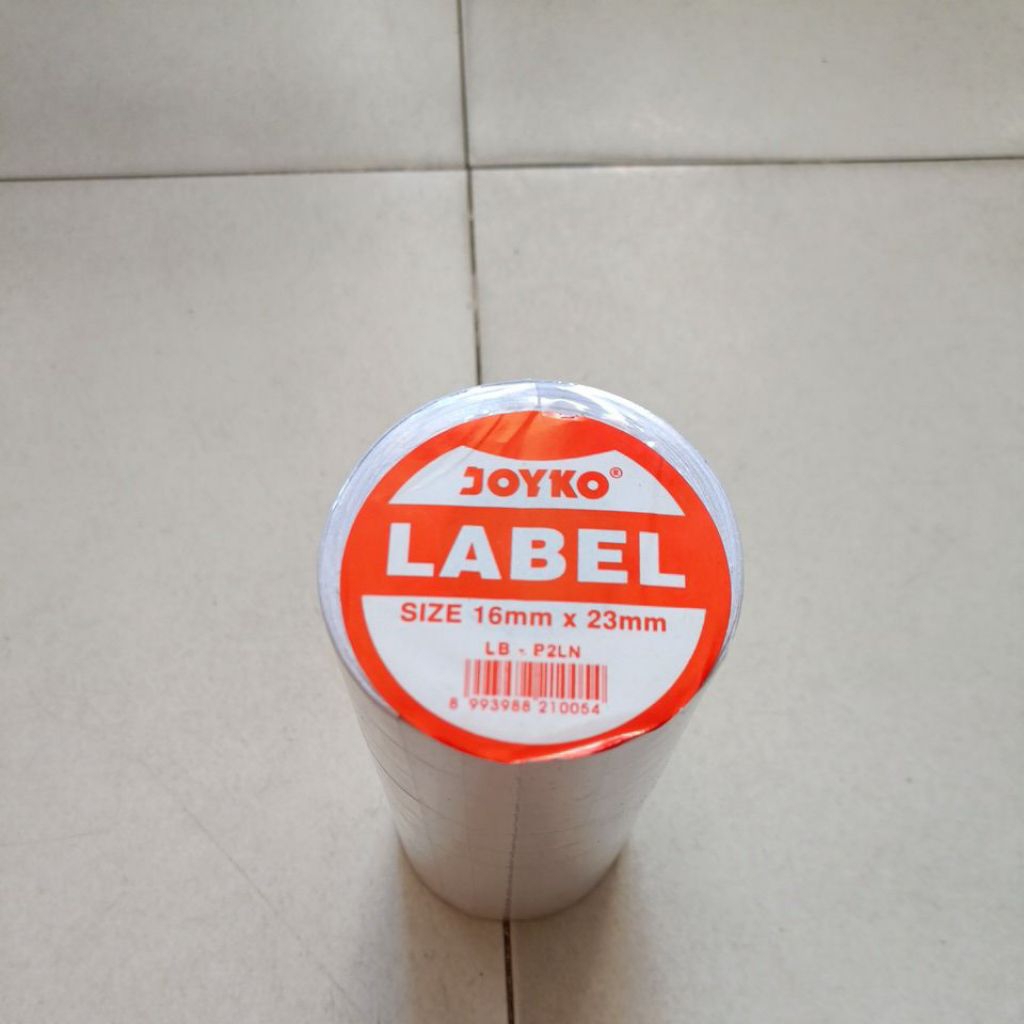 JOYKO®
LABEL
SIZE 16mm x 23mm
LB - P2LN
8 993988 210054